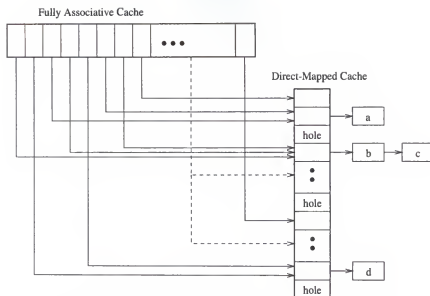 Fully Associative Cache
Direct-Mapped Cache
a
hole
b
c
hole
d
hole